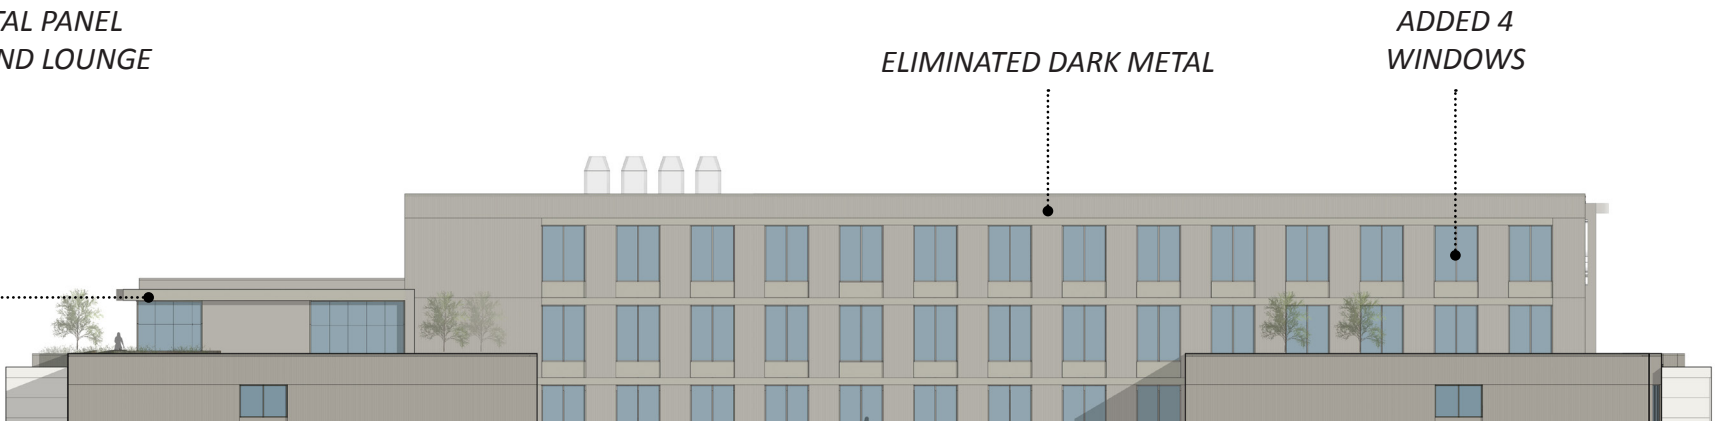 TAL PANEL
ND LOUNGE
ELIMINATED DARK METAL
ADDED 4
WINDOWS